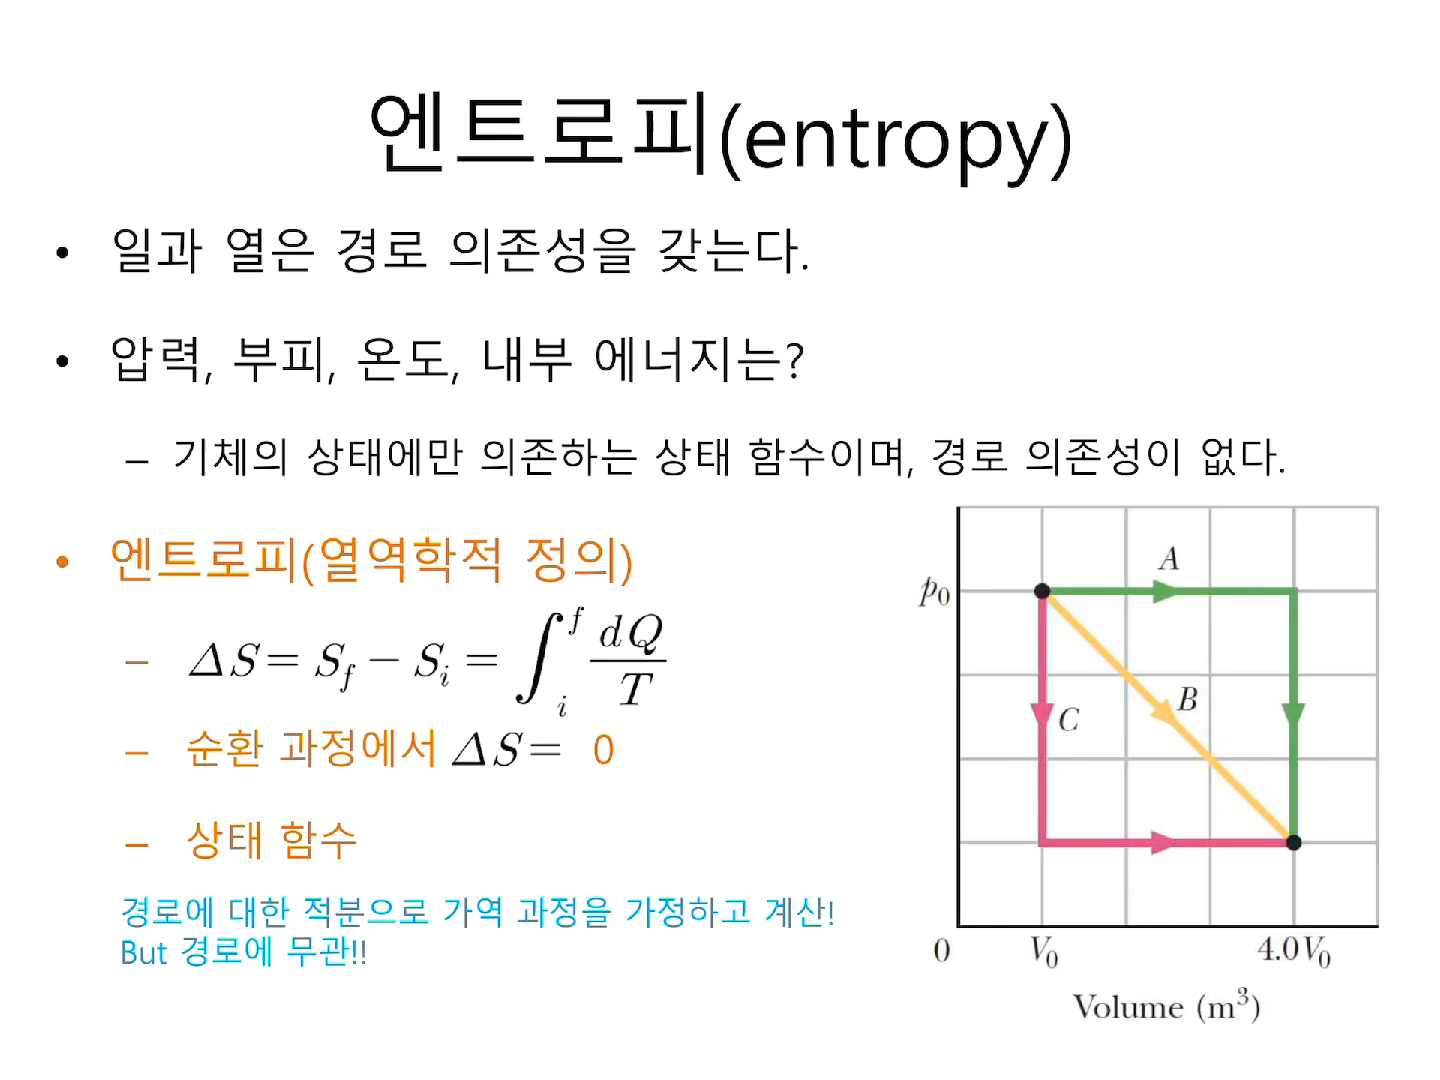 엔트로피(entropy)
• 일과 열은 경로 의존성을 갖는다.
• 압력, 부피, 온도, 내부 에너지는?
– 기체의 상태에만 의존하는 상태 함수이며, 경로 의존성이 없다.
• 엔트로피(열역학적 정의)
– ΔS = S_f − S_i = ∫_i^f dQ/T
– 순환 과정에서 ΔS = 0
– 상태 함수
경로에 대한 적분으로 가역 과정을 가정하고 계산!
But 경로에 무관!!
A
p₀
B
C
0 V₀ 4.0V₀
Volume (m³)